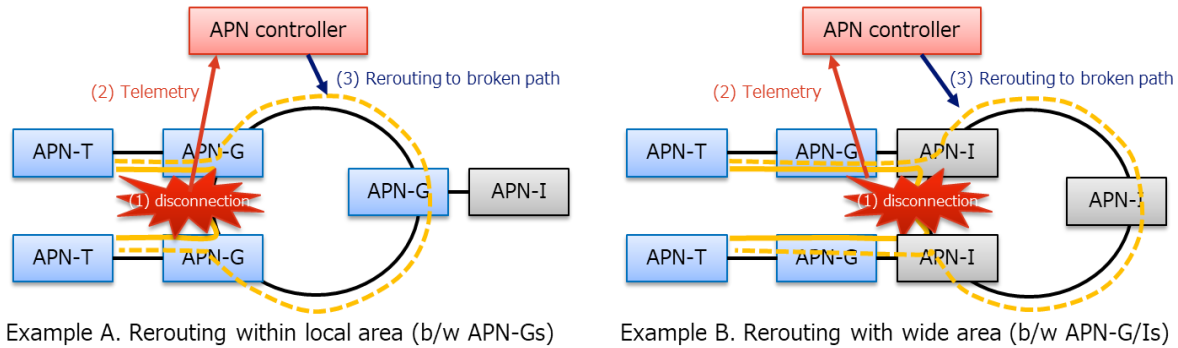 APN controller
(2) Telemetry
(3) Rerouting to broken path
APN-T
APN-G
(1) disconnection
APN-G
APN-I
APN-T
APN-G
Example A. Rerouting within local area (b/w APN-Gs)
APN controller
(2) Telemetry
(3) Rerouting to broken path
APN-T
APN-G
APN-I
(1) disconnection
APN-I
APN-T
APN-G
APN-I
Example B. Rerouting with wide area (b/w APN-G/Is)